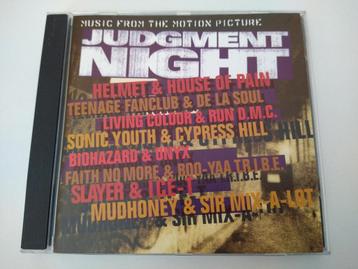 MUSIC FROM THE MOTION PICTURE
JUDGMENT
NIGHT
HELMET & HOUSE OF PAIN
TEENAGE FANCLUB & DE LA SOUL
LIVING COLOUR & RUN D.M.C.
SONIC YOUTH & CYPRESS HILL
BIOHAZARD & ONYX
FAITH NO MORE & BOO-YAA T.R.I.B.E.
SLAYER & ICE-T
MUDHONEY & SIR MIX-A-LOT